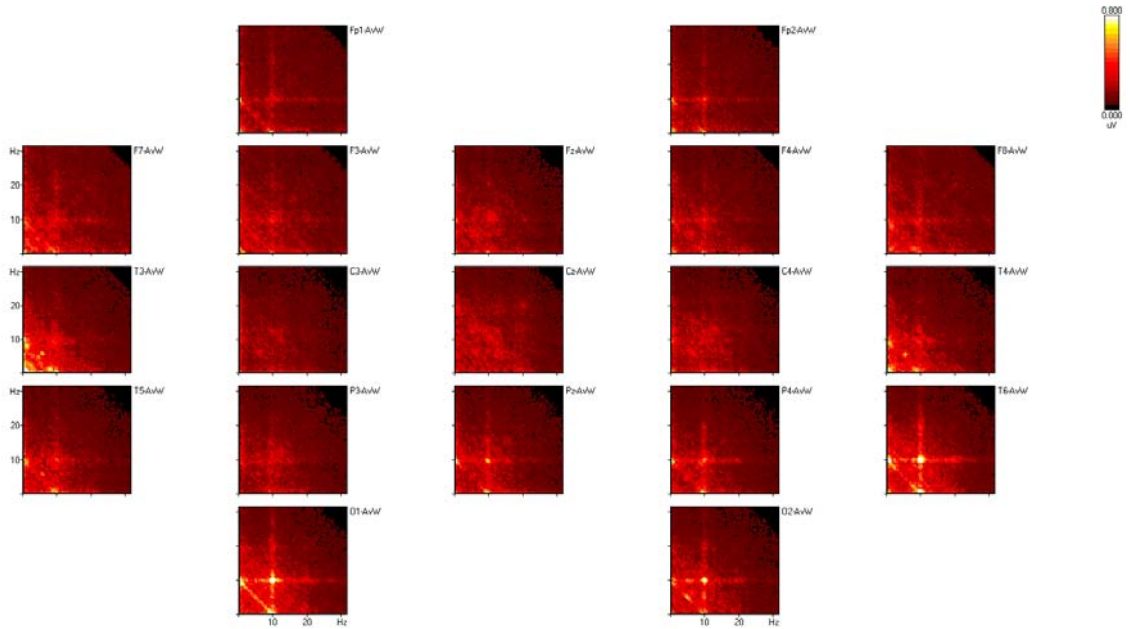 Fp1-AvW
Fp2-AvW
0.800
0.000
uV
Hz
20
10
F7-AvW
F3-AvW
Fz-AvW
F4-AvW
F8-AvW
Hz
20
10
T3-AvW
C3-AvW
Cz-AvW
C4-AvW
T4-AvW
Hz
20
10
T5-AvW
P3-AvW
Pz-AvW
P4-AvW
T6-AvW
O1-AvW
O2-AvW
10 20 Hz
10 20 Hz